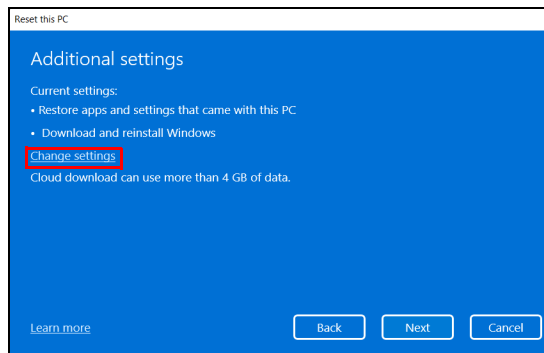 Reset this PC
Additional settings
Current settings:
• Restore apps and settings that came with this PC
• Download and reinstall Windows
Change settings
Cloud download can use more than 4 GB of data.
Learn more
Back
Next
Cancel